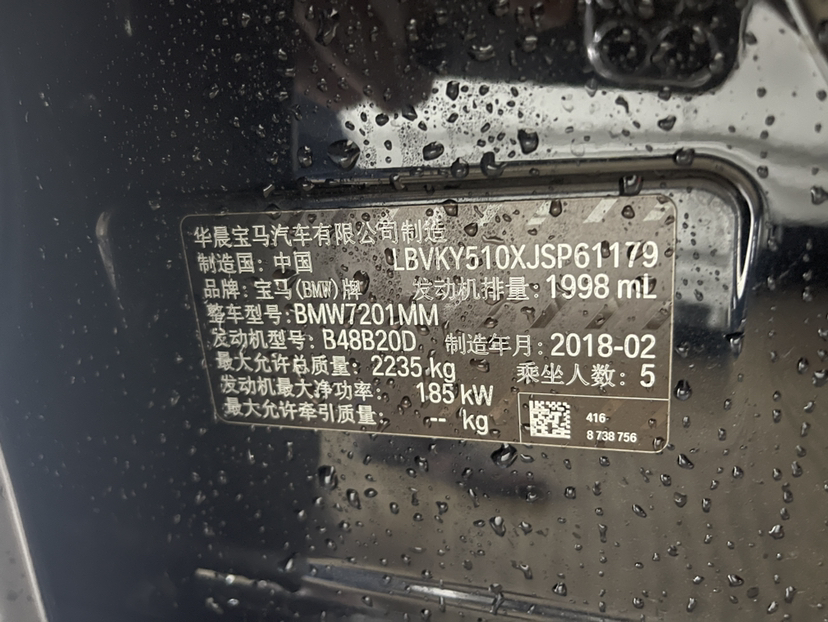 华晨宝马汽车有限公司制造
制造国: 中国 LBVKY510XJSP61179
品牌: 宝马(BMW)牌 发动机排量: 1998 mL
整车型号: BMW7201MM
发动机型号: B48B20D 制造年月: 2018-02
最大允许总质量: 2235 kg 乘坐人数: 5
发动机最大净功率: 185 kW
最大允许牵引质量: -- kg
416-
8 738 756